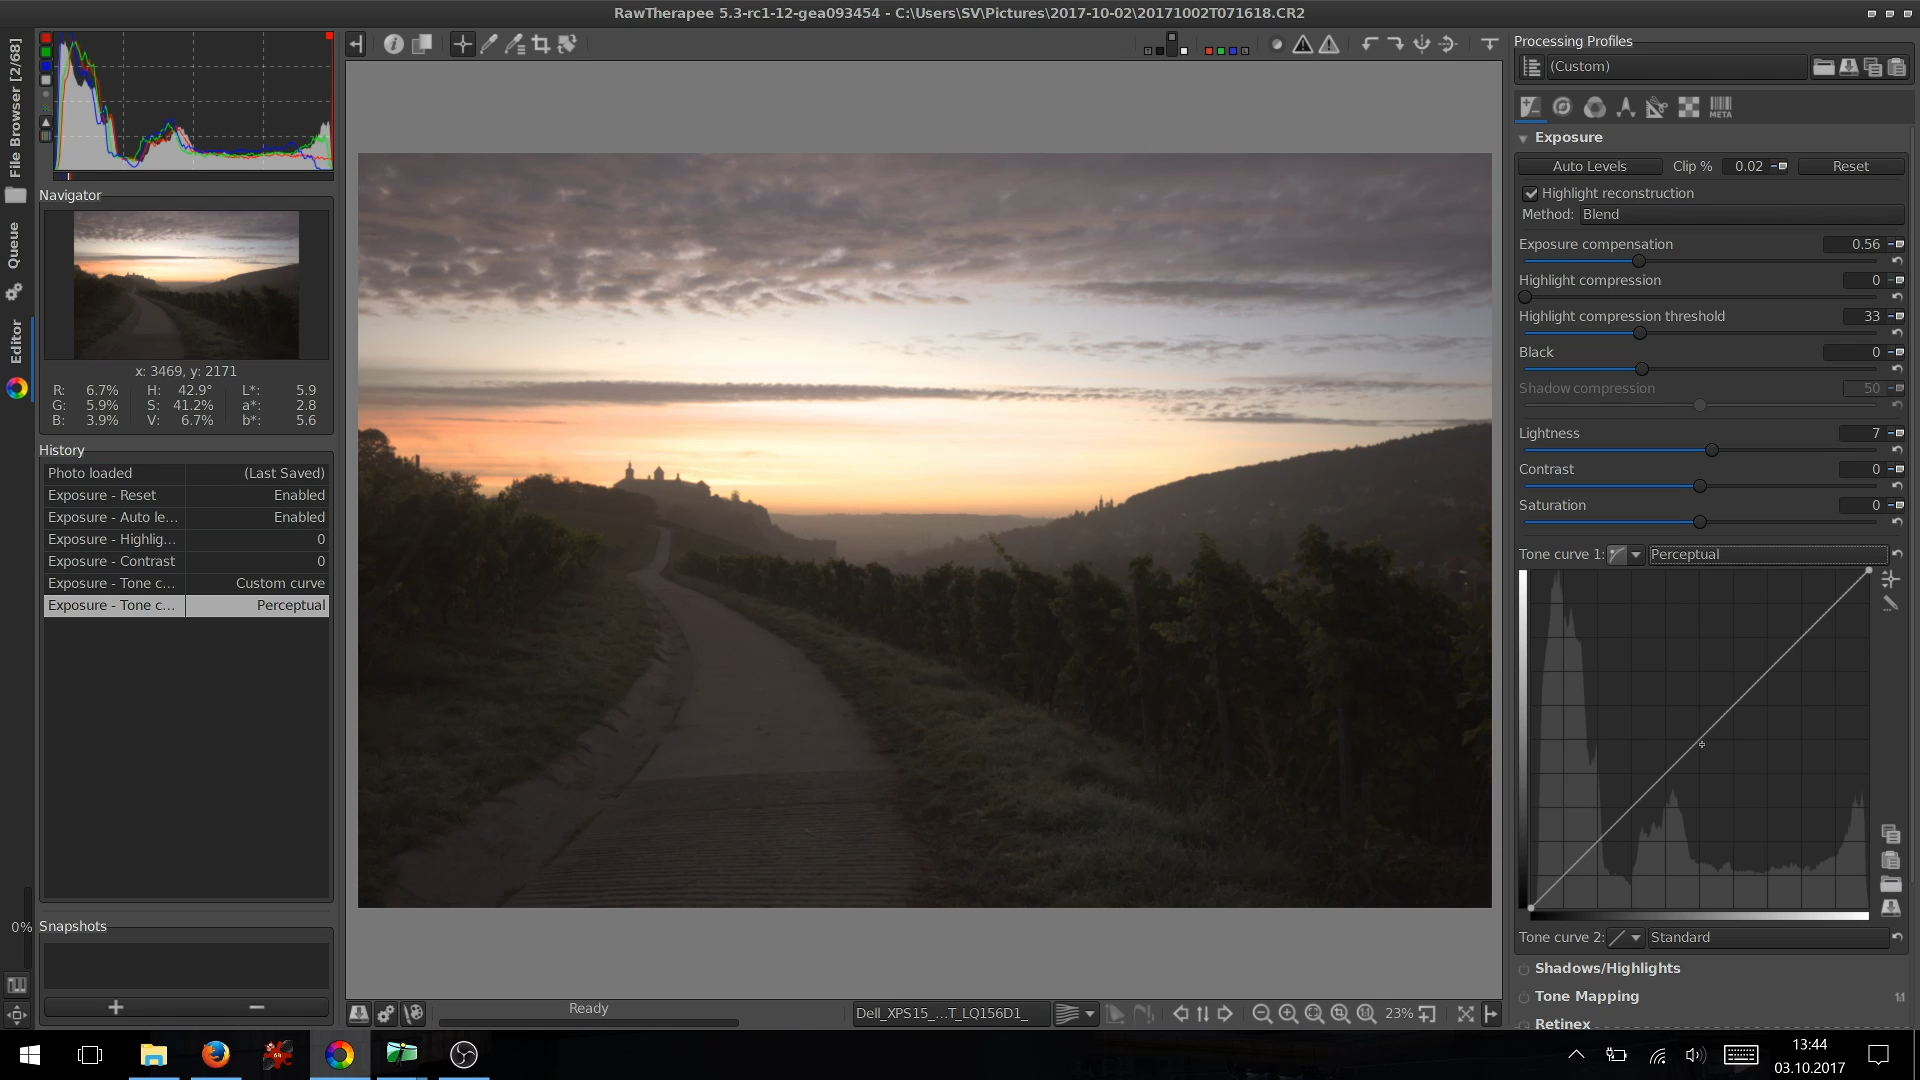 RawTherapee 5.3-rc1-12-gea093454 - C:\Users\SV\Pictures\2017-10-02\20171002T071618.CR2
File Browser [2/68]
Queue
Editor
0%
Navigator
x: 3469, y: 2171
R: 6.7% H: 42.9° L*: 5.9
G: 5.9% S: 41.2% a*: 2.8
B: 3.9% V: 6.7% b*: 5.6
History
Photo loaded (Last Saved)
Exposure - Reset Enabled
Exposure - Auto le... Enabled
Exposure - Highlig... 0
Exposure - Contrast 0
Exposure - Tone c... Custom curve
Exposure - Tone c... Perceptual
Snapshots
Ready
Dell_XPS15_...T_LQ156D1_
23%
Processing Profiles
(Custom)
META
Exposure
Auto Levels Clip % 0.02 Reset
Highlight reconstruction
Method: Blend
Exposure compensation 0.56
Highlight compression 0
Highlight compression threshold 33
Black 0
Shadow compression 50
Lightness 7
Contrast 0
Saturation 0
Tone curve 1: Perceptual
Tone curve 2: Standard
Shadows/Highlights
Tone Mapping 1:1
Retinex
64
13:44
03.10.2017